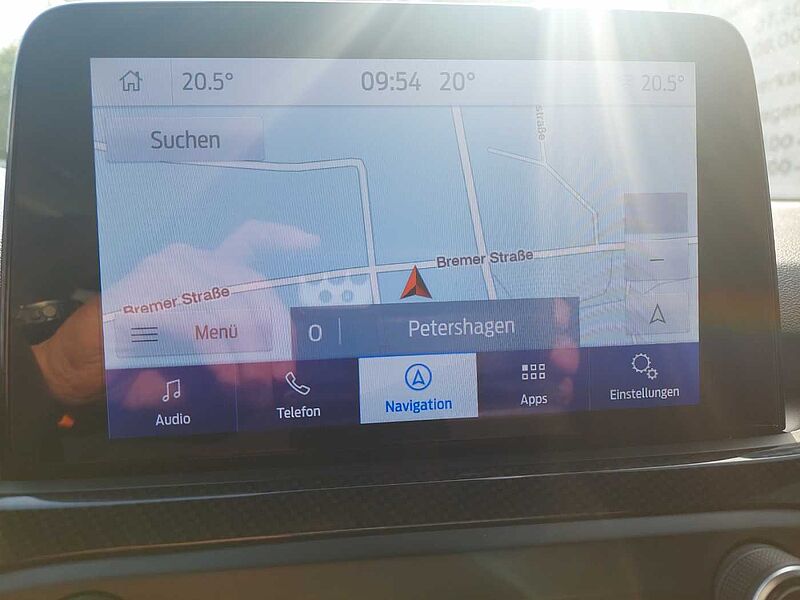 20.5°
09:54 20°
20.5°
Suchen
straße
Bremer Straße
Bremer Straße
Menü
0
Petershagen
Audio
Telefon
Navigation
Apps
Einstellungen